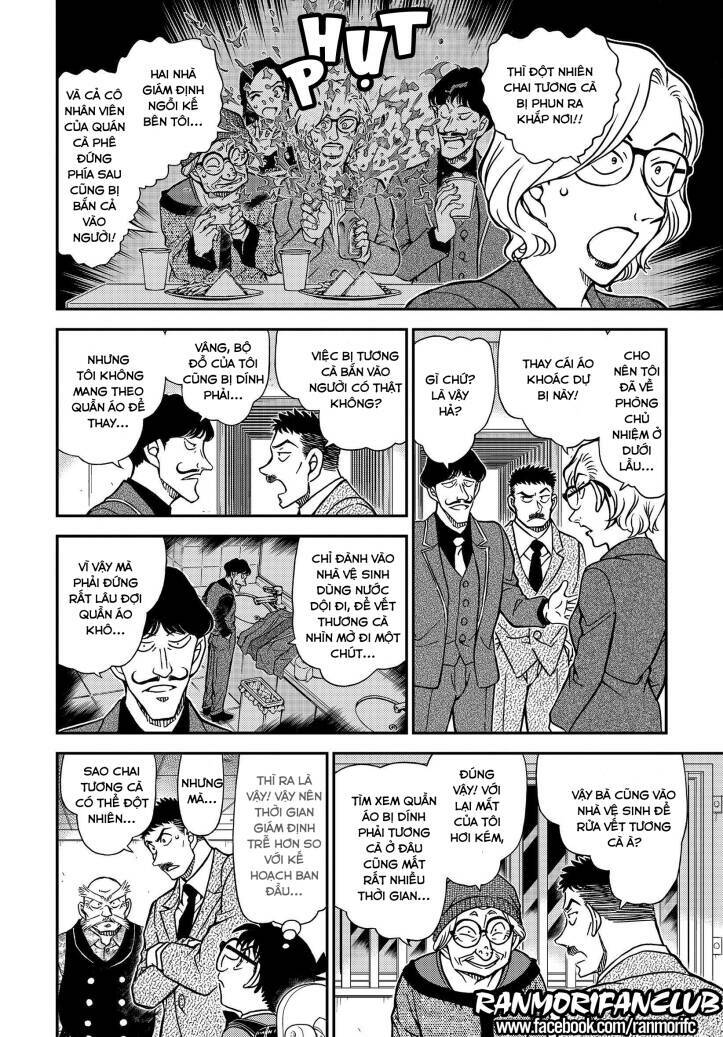 THÌ ĐỘT NHIÊN
CHAI TƯƠNG CÀ
BỊ PHUN RA
KHẮP NƠI!!
PHỤT
HAI NHÀ
GIÁM ĐỊNH
NGỒI KẾ
BÊN TÔI...
VÀ CẢ CÔ
NHÂN VIÊN
CỦA QUÁN
CÀ PHÊ
ĐỨNG
PHÍA SAU
CŨNG BỊ
BẮN CẢ
VÀO
NGƯỜI!
CHO
NÊN TÔI
ĐÃ VỀ
PHÒNG
CHỦ
NHIỆM Ở
DƯỚI
LẦU...
THAY CÁI ÁO
KHOÁC DỰ
BỊ NÀY!
GÌ CHỨ?
LÀ VẬY
HẢ?
VIỆC BỊ TƯƠNG
CÀ BẮN VÀO
NGƯỜI CÓ THẬT
KHÔNG?
VÂNG, BỘ
ĐỒ CỦA TÔI
CŨNG BỊ DÍNH
PHẢI...
NHƯNG
TÔI KHÔNG
MANG THEO
QUẦN ÁO ĐỂ
THAY...
CHỈ ĐÀNH VÀO
NHÀ VỆ SINH
DÙNG NƯỚC
DỘI ĐI, ĐỂ VẾT
TƯƠNG CÀ
NHÌN MỜ ĐI MỘT
CHÚT...
VÌ VẬY MÀ
PHẢI ĐỨNG
RẤT LÂU ĐỢI
QUẦN ÁO
KHÔ...
VẬY BÀ CŨNG VÀO
NHÀ VỆ SINH ĐỂ
RỬA VẾT TƯƠNG
CÀ À?
ĐÚNG
VẬY! VỚI
LẠI MẮT
CỦA TÔI
HƠI KÉM,
TÌM XEM QUẦN
ÁO BỊ DÍNH
PHẢI TƯƠNG
CÀ Ở ĐÂU
CŨNG MẤT
RẤT NHIỀU
THỜI GIAN...
THÌ RA LÀ
VẬY! VẬY NÊN
THỜI GIAN
GIÁM ĐỊNH
TRỄ HƠN SO
VỚI KẾ
HOẠCH BAN
ĐẦU...
NHƯNG
MÀ...
SAO CHAI
TƯƠNG CÀ
CÓ THỂ ĐỘT
NHIÊN...
RANMORIFANCLUB
www.facebook.com/ranmorifc